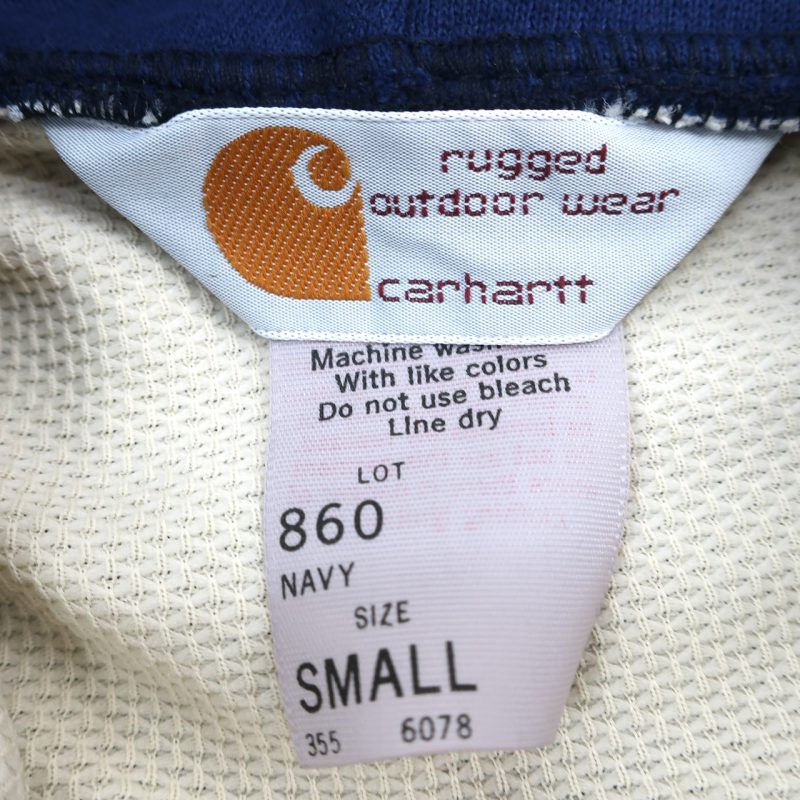 rugged
outdoor wear
carhartt
Machine wash
With like colors
Do not use bleach
Line dry
LOT
860
NAVY
SIZE
SMALL
355 6078